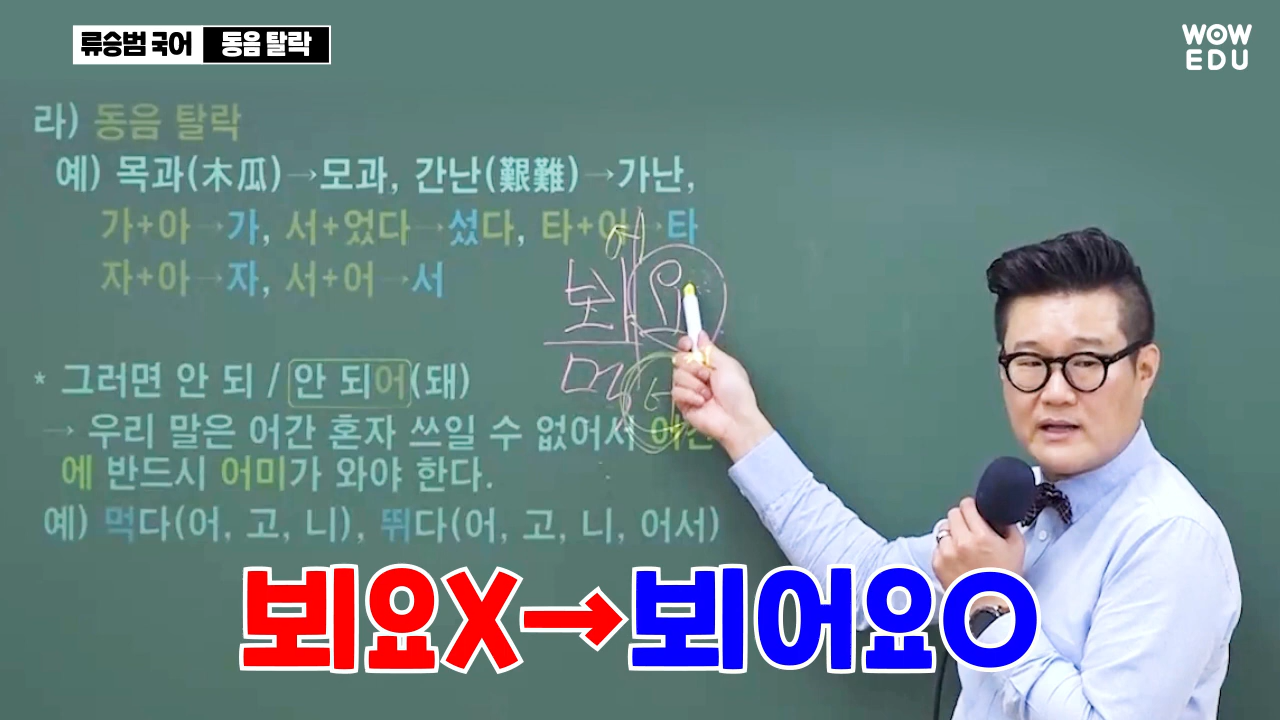 류승범 국어 동음 탈락
WOW
EDU
라) 동음 탈락
예) 목과(木瓜)→모과, 간난(艱難)→가난,
가+아→가, 서+었다→섰다, 타+아→타
자+아→자, 서+어→서
뵈 요
먹 어
* 그러면 안 되 / 안 되어(돼)
→ 우리 말은 어간 혼자 쓰일 수 없어서 어간
에 반드시 어미가 와야 한다.
예) 먹다(어, 고, 니), 뛰다(어, 고, 니, 어서)
뵈요X→뵈어요O